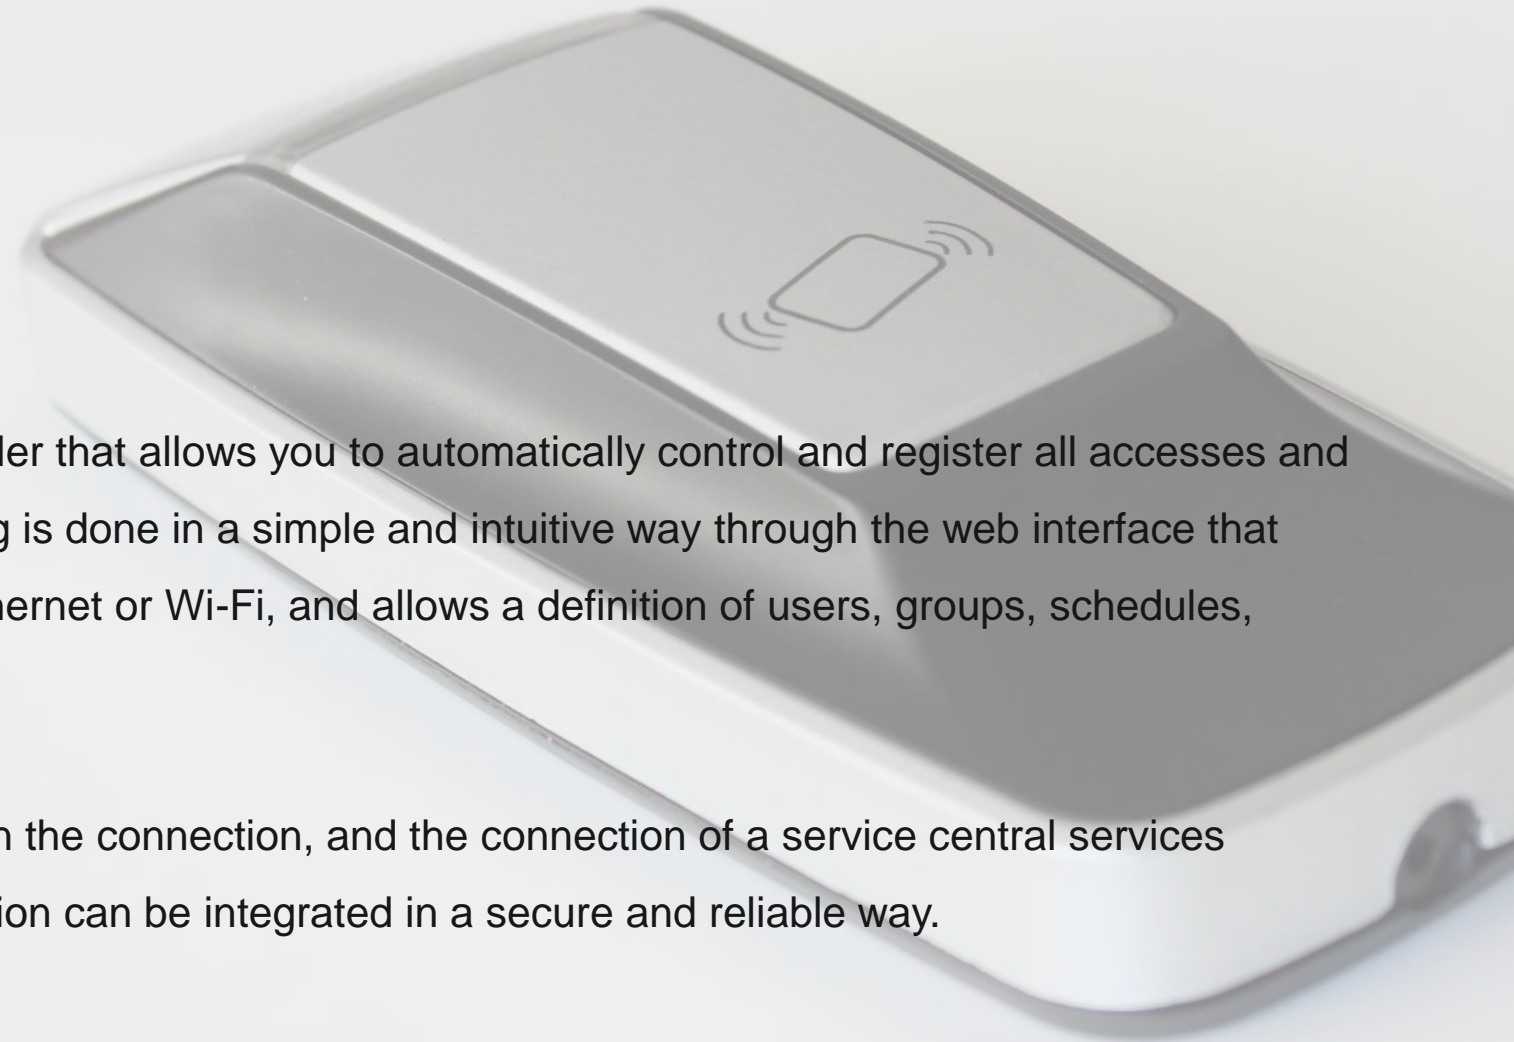 ler that allows you to automatically control and register all accesses and
g is done in a simple and intuitive way through the web interface that
nernet or Wi-Fi, and allows a definition of users, groups, schedules,
n the connection, and the connection of a service central services
ion can be integrated in a secure and reliable way.